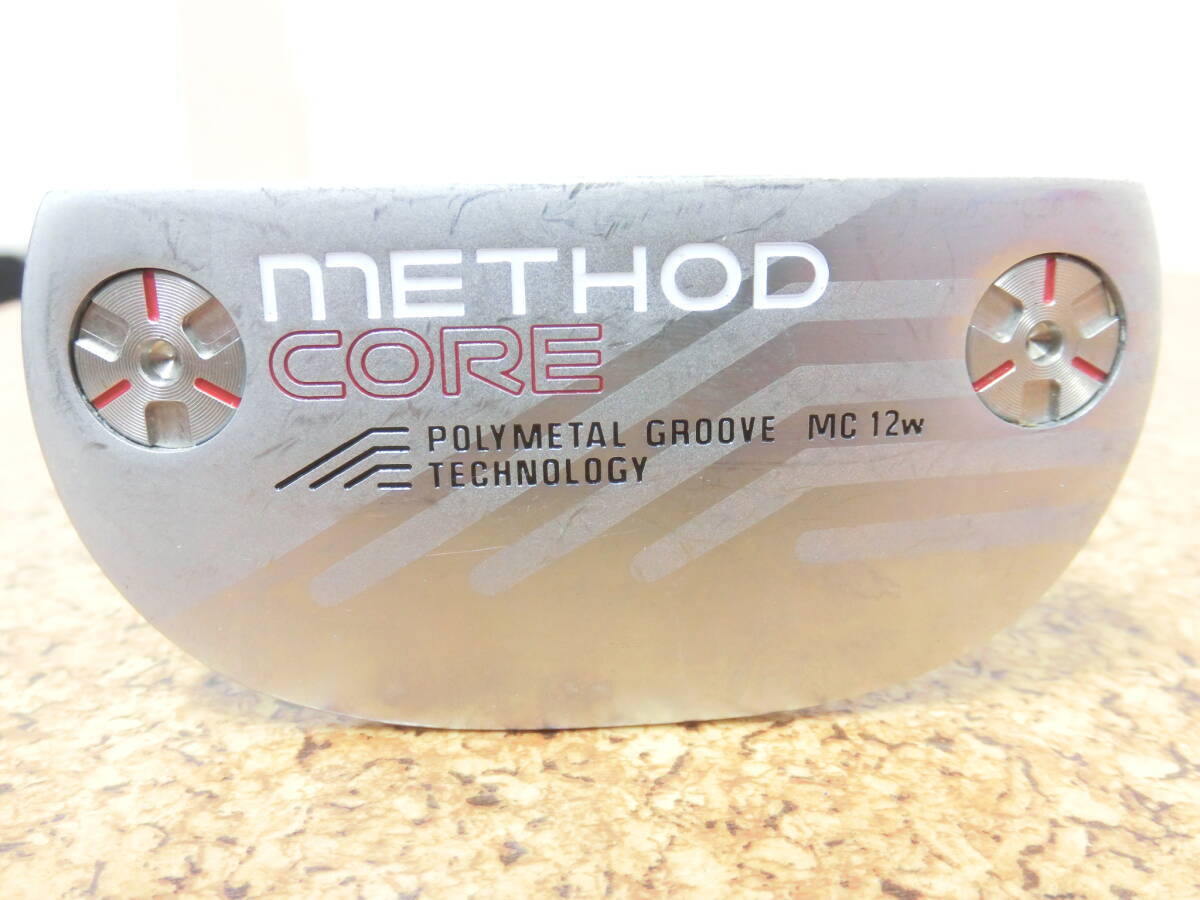 METHOD
CORE
POLYMETAL GROOVE MC 12w
TECHNOLOGY